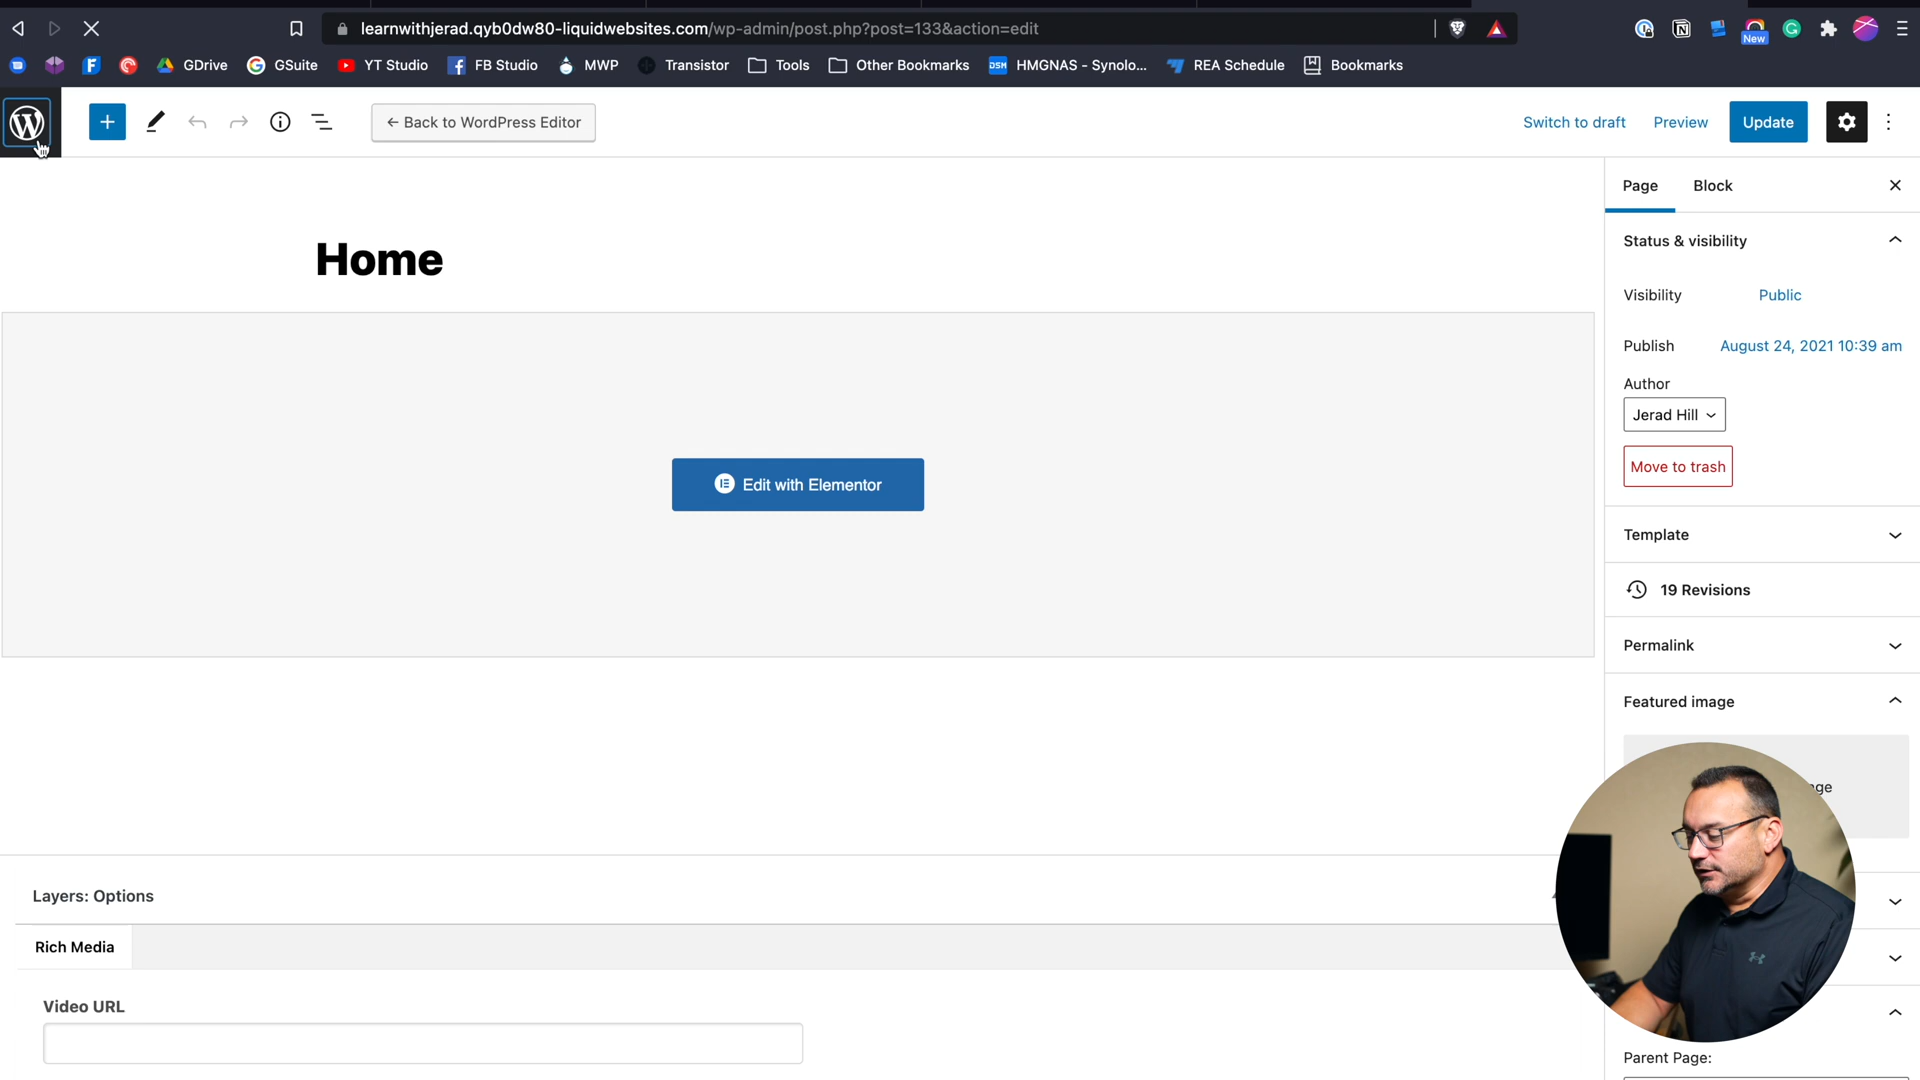 learnwithjerad.qyb0dw80-liquidwebsites.com/wp-admin/post.php?post=133&action=edit
New
GDrive
GSuite
YT Studio
FB Studio
MWP
Transistor
Tools
Other Bookmarks
DSM
HMGNAS - Synolo...
REA Schedule
Bookmarks
← Back to WordPress Editor
Switch to draft
Preview
Update
Page
Block
Home
Status & visibility
Visibility
Public
Publish
August 24, 2021 10:39 am
Author
Jerad Hill
Move to trash
Edit with Elementor
Template
19 Revisions
Permalink
Featured image
Layers: Options
Rich Media
Video URL
Parent Page: